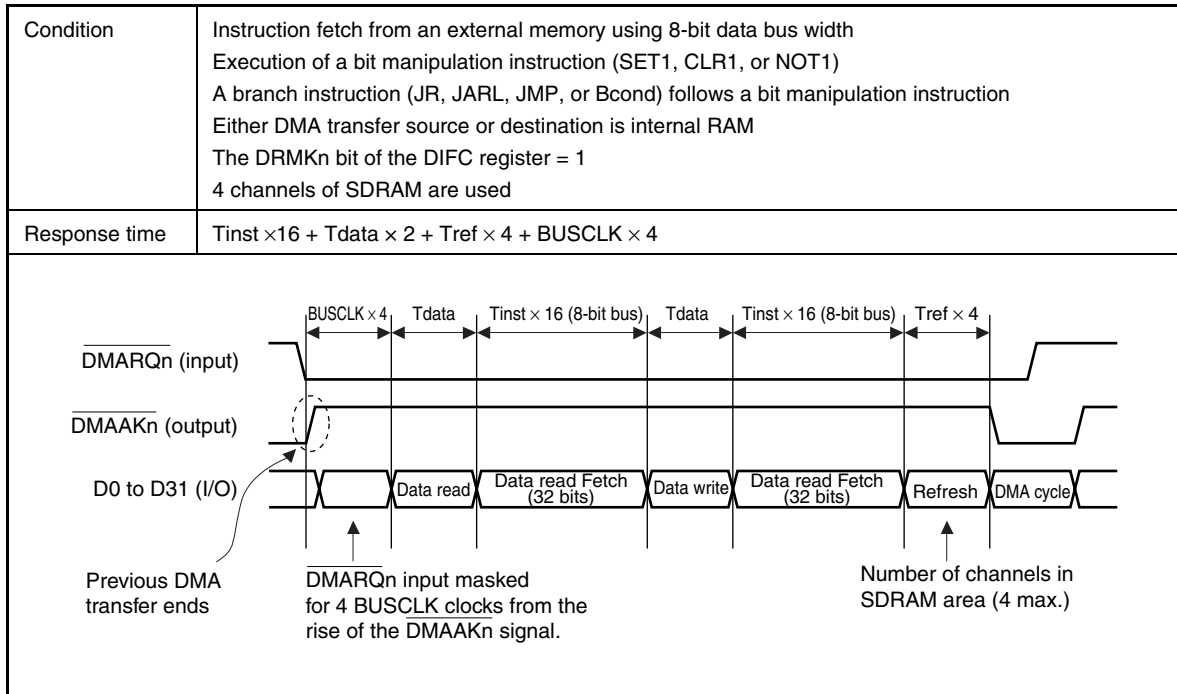 Condition
Instruction fetch from an external memory using 8-bit data bus width
Execution of a bit manipulation instruction (SET1, CLR1, or NOT1)
A branch instruction (JR, JARL, JMP, or Bcond) follows a bit manipulation instruction
Either DMA transfer source or destination is internal RAM
The DRMKn bit of the DIFC register = 1
4 channels of SDRAM are used
Response time
Tinst ×16 + Tdata × 2 + Tref × 4 + BUSCLK × 4
BUSCLK × 4 Tdata Tinst × 16 (8-bit bus) Tdata Tinst × 16 (8-bit bus) Tref × 4
DMARQn (input)
DMAAKn (output)
D0 to D31 (I/O)
Data read
Data read Fetch
(32 bits)
Data write
Data read Fetch
(32 bits)
Refresh
DMA cycle
Previous DMA
transfer ends
DMARQn input masked
for 4 BUSCLK clocks from the
rise of the DMAAKn signal.
Number of channels in
SDRAM area (4 max.)